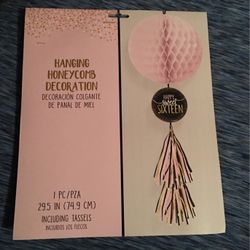 HANGING
HONEYCOMB
DECORATION
DECORACIÓN COLGANTE
DE PANAL DE MIEL
1 PC/PZA
29.5 IN (74.9 CM)
INCLUDING TASSELS
INCLUIDOS LOS FLECOS
HAPPY
sweet
SIXTEEN